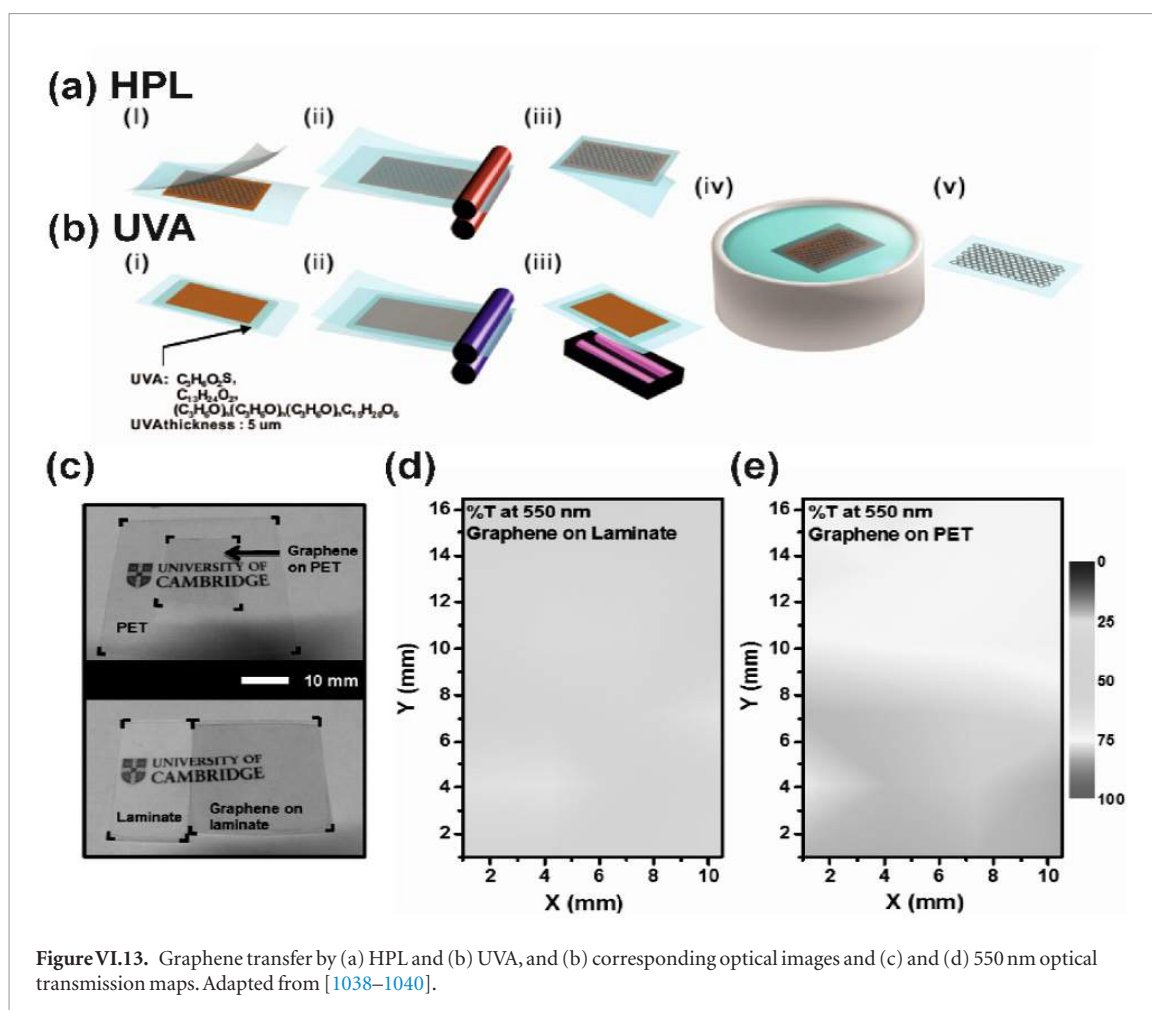 (a) HPL
(I)
(ii)
(iii)
(iv)
(v)
(b) UVA
(i)
(ii)
(iii)
UVA: C₃H₆O₂S,
C₁₃H₂₄O₂,
(C₃H₆O)ₙ(C₃H₆O)ₙ(C₃H₆O)ₙC₁₅H₂₀O₆
UVAthickness : 5 um
(c)
Graphene
on PET
UNIVERSITY OF
CAMBRIDGE
PET
10 mm
UNIVERSITY OF
CAMBRIDGE
Laminate
Graphene on
laminate
(d)
%T at 550 nm
Graphene on Laminate
16
14
12
10
8
6
4
2
Y (mm)
2 4 6 8 10
X (mm)
(e)
%T at 550 nm
Graphene on PET
16
14
12
10
8
6
4
2
Y (mm)
2 4 6 8 10
X (mm)
0
25
50
75
100
Figure VI.13. Graphene transfer by (a) HPL and (b) UVA, and (b) corresponding optical images and (c) and (d) 550 nm optical
transmission maps. Adapted from [1038–1040].